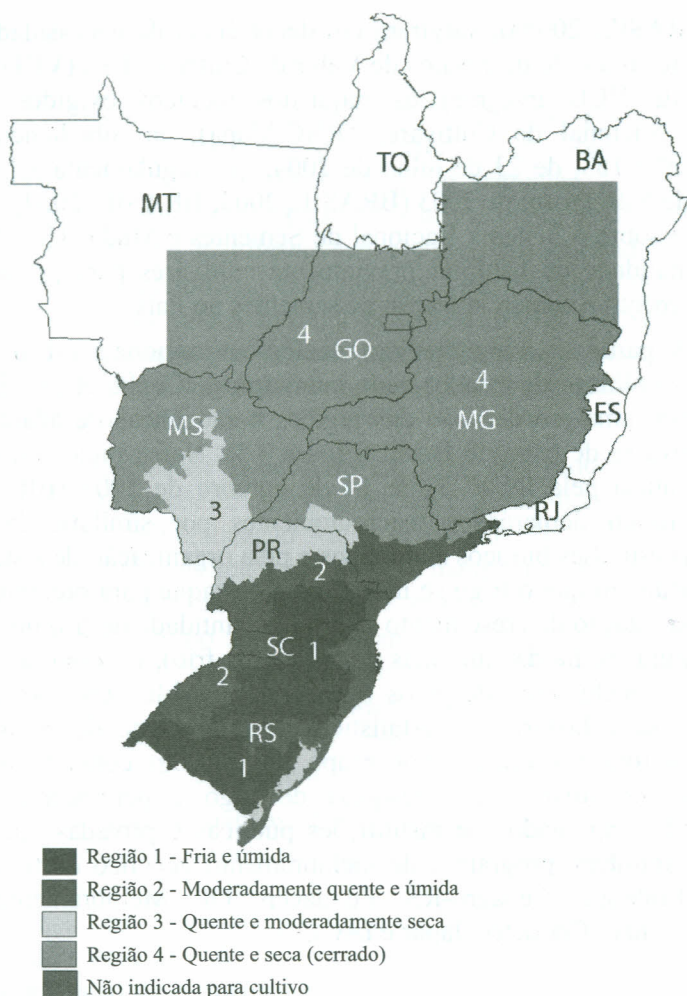 TO
BA
MT
4
GO
4
MG
MS
ES
SP
3
RJ
PR
2
SC
1
2
RS
1
Região 1 - Fria e úmida
Região 2 - Moderadamente quente e úmida
Região 3 - Quente e moderadamente seca
Região 4 - Quente e seca (cerrado)
Não indicada para cultivo